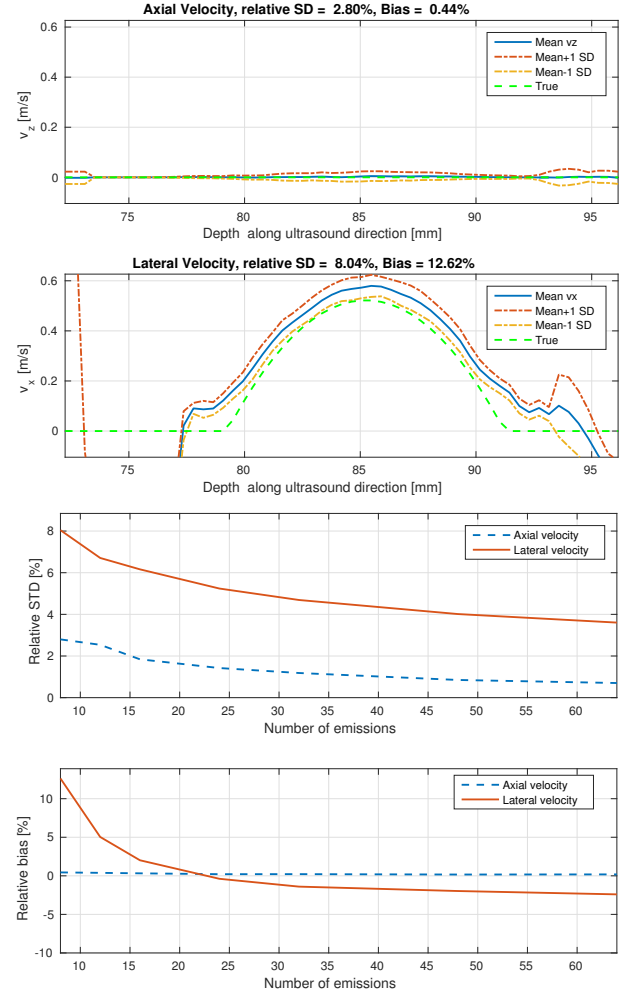 Axial Velocity, relative SD = 2.80%, Bias = 0.44%
0.6
0.4
0.2
0
v_z [m/s]
Mean vz
Mean+1 SD
Mean-1 SD
True
75 80 85 90 95
Depth along ultrasound direction [mm]
Lateral Velocity, relative SD = 8.04%, Bias = 12.62%
0.6
0.4
0.2
0
v_x [m/s]
Mean vx
Mean+1 SD
Mean-1 SD
True
75 80 85 90 95
Depth along ultrasound direction [mm]
8
6
4
2
0
Relative STD [%]
Axial velocity
Lateral velocity
10 15 20 25 30 35 40 45 50 55 60
Number of emissions
10
5
0
-5
-10
Relative bias [%]
Axial velocity
Lateral velocity
10 15 20 25 30 35 40 45 50 55 60
Number of emissions